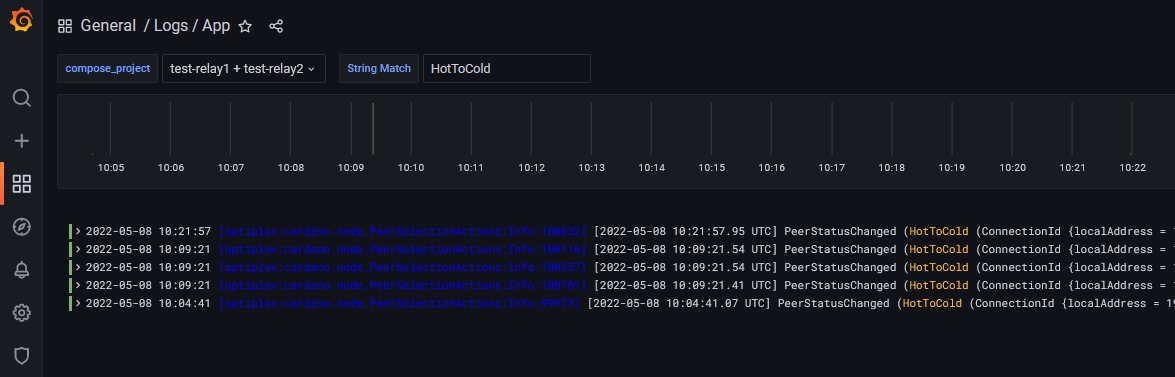 General / Logs / App
compose_project test-relay1 + test-relay2 String Match HotToCold
10:05 10:06 10:07 10:08 10:09 10:10 10:11 10:12 10:13 10:14 10:15 10:16 10:17 10:18 10:19 10:20 10:21 10:22
2022-05-08 10:21:57 [optiplex:cardano.node.PeerSelectionActions:Info:100632] [2022-05-08 10:21:57.95 UTC] PeerStatusChanged (HotToCold (ConnectionId {localAddress = 1
2022-05-08 10:09:21 [optiplex:cardano.node.PeerSelectionActions:Info:100116] [2022-05-08 10:09:21.54 UTC] PeerStatusChanged (HotToCold (ConnectionId {localAddress =
2022-05-08 10:09:21 [optiplex:cardano.node.PeerSelectionActions:Info:100357] [2022-05-08 10:09:21.54 UTC] PeerStatusChanged (HotToCold (ConnectionId {localAddress =
2022-05-08 10:09:21 [optiplex:cardano.node.PeerSelectionActions:Info:100701] [2022-05-08 10:09:21.41 UTC] PeerStatusChanged (HotToCold (ConnectionId {localAddress =
2022-05-08 10:04:41 [optiplex:cardano.node.PeerSelectionActions:Info:99973] [2022-05-08 10:04:41.07 UTC] PeerStatusChanged (HotToCold (ConnectionId {localAddress = 19